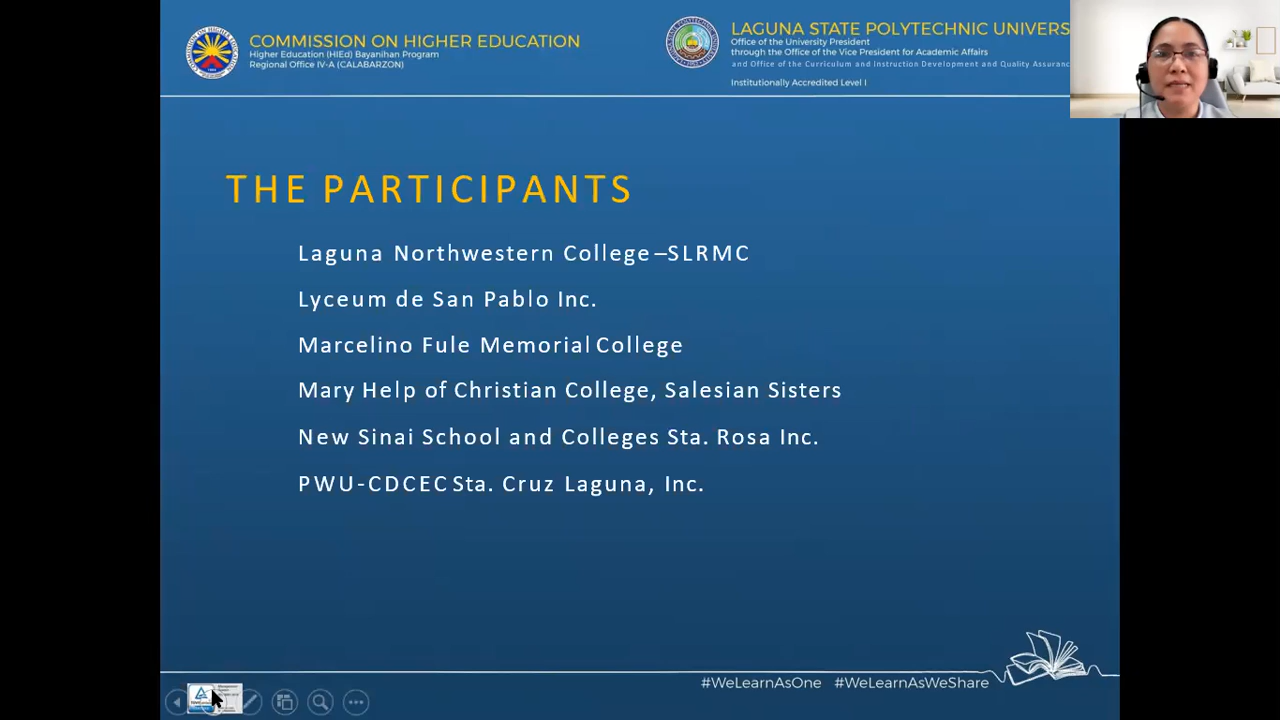 COMMISSION ON HIGHER EDUCATION
Higher Education (HIEd) Bayanihan Program
Regional Office IV-A (CALABARZON)
LAGUNA STATE POLYTECHNIC UNIVERS
Office of the University President
through the Office of the Vice President for Academic Affairs
and Office of the Curriculum and Instruction Development and Quality Assuranc
Institutionally Accredited Level I
THE PARTICIPANTS
Laguna Northwestern College –SLRMC
Lyceum de San Pablo Inc.
Marcelino Fule Memorial College
Mary Help of Christian College, Salesian Sisters
New Sinai School and Colleges Sta. Rosa Inc.
PWU-CDCEC Sta. Cruz Laguna, Inc.
#WeLearnAsOne #WeLearnAsWeShare